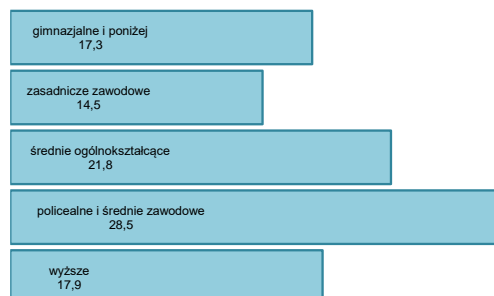 gimnazjalne i poniżej
17,3
zasadnicze zawodowe
14,5
średnie ogólnokształcące
21,8
policealne i średnie zawodowe
28,5
wyższe
17,9